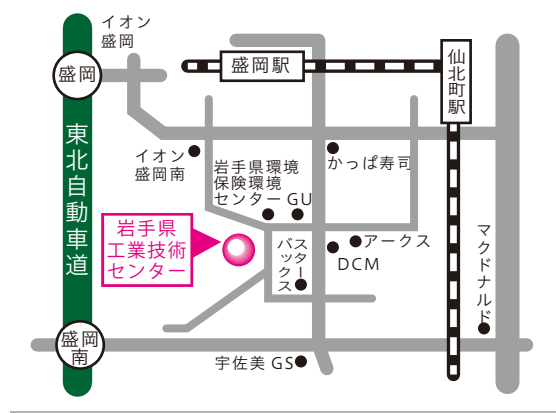 イオン
盛岡
盛岡
盛岡駅
仙北町駅
東北自動車道
イオン
盛岡南
岩手県環境
保険環境
センター GU
かっぱ寿司
岩手県
工業技術
センター
スター
バックス
アークス
DCM
マクドナルド
盛岡
南
宇佐美 GS